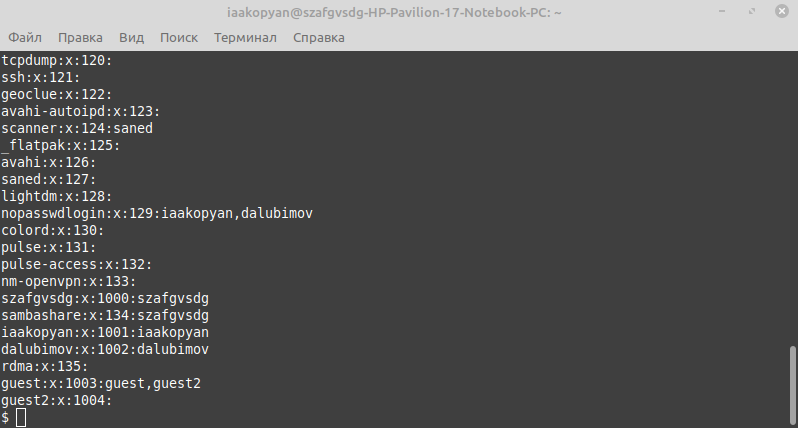 iaakopyan@szafgvsdg-HP-Pavilion-17-Notebook-PC: ~
Файл Правка Вид Поиск Терминал Справка
tcpdump:x:120:
ssh:x:121:
geoclue:x:122:
avahi-autoipd:x:123:
scanner:x:124:saned
_flatpak:x:125:
avahi:x:126:
saned:x:127:
lightdm:x:128:
nopasswdlogin:x:129:iaakopyan,dalubimov
colord:x:130:
pulse:x:131:
pulse-access:x:132:
nm-openvpn:x:133:
szafgvsdg:x:1000:szafgvsdg
sambashare:x:134:szafgvsdg
iaakopyan:x:1001:iaakopyan
dalubimov:x:1002:dalubimov
rdma:x:135:
guest:x:1003:guest,guest2
guest2:x:1004:
$